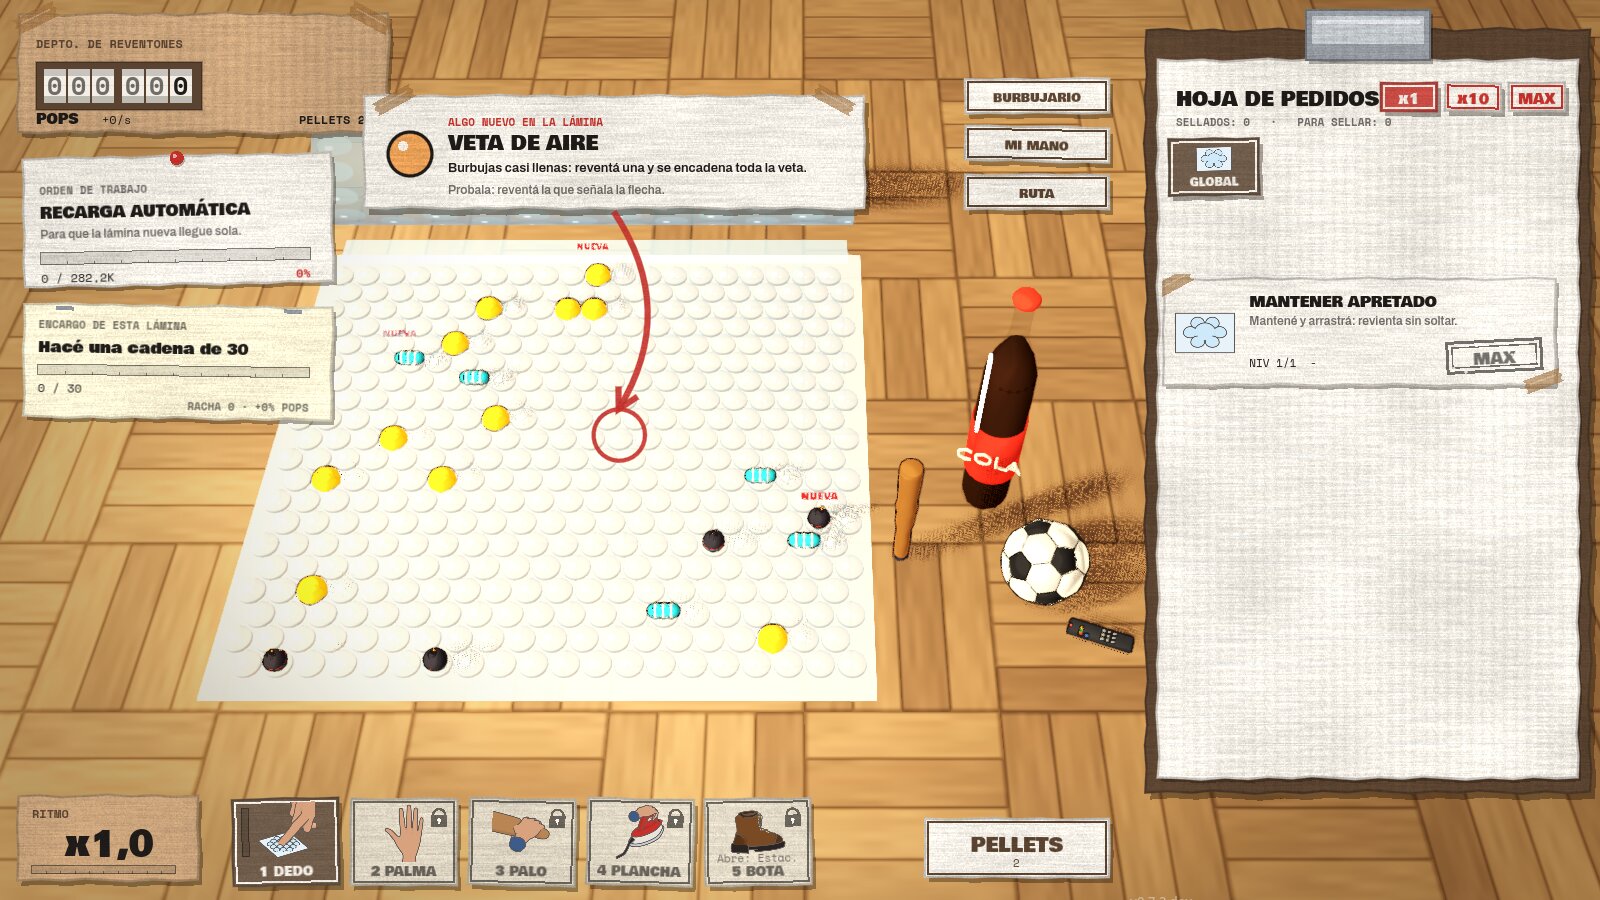 DEPTO. DE REVENTONES
000 000
POPS +0/s PELLETS 2
ORDEN DE TRABAJO
RECARGA AUTOMÁTICA
Para que la lámina nueva llegue sola.
0 / 282,2K 0%
ENCARGO DE ESTA LÁMINA
Hacé una cadena de 30
0 / 30
RACHA 0 · +0% POPS
ALGO NUEVO EN LA LÁMINA
VETA DE AIRE
Burbujas casi llenas: reventá una y se encadena toda la veta.
Probala: reventá la que señala la flecha.
NUEVA
NUEVA
NUEVA
COLA
BURBUJARIO
MI MANO
RUTA
HOJA DE PEDIDOS x1 x10 MAX
SELLADOS: 0 · PARA SELLAR: 0
GLOBAL
MANTENER APRETADO
Mantené y arrastrá: revienta sin soltar.
NIV 1/1 -
MAX
RITMO
x1,0
1 DEDO
2 PALMA
3 PALO
4 PLANCHA
Abre: Estac.
5 BOTA
PELLETS
2